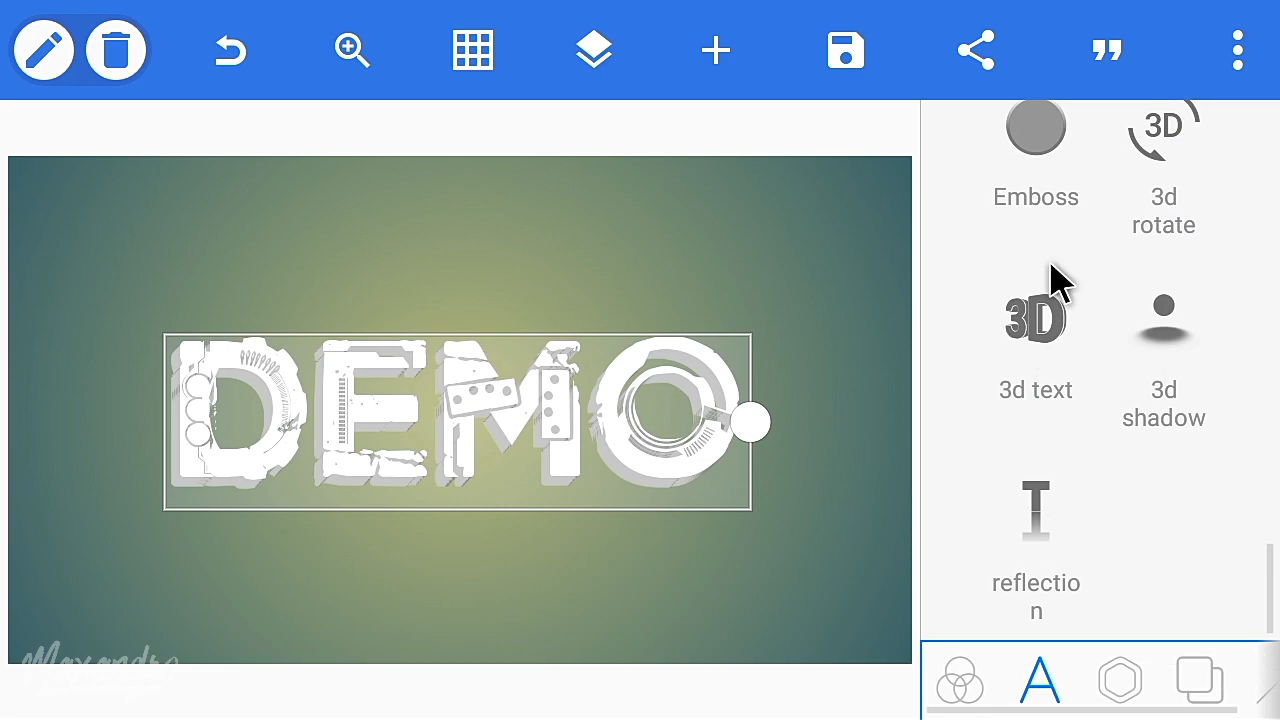 3D
Emboss
3d
rotate
DEMO
3D
3d text
3d
shadow
reflectio
n